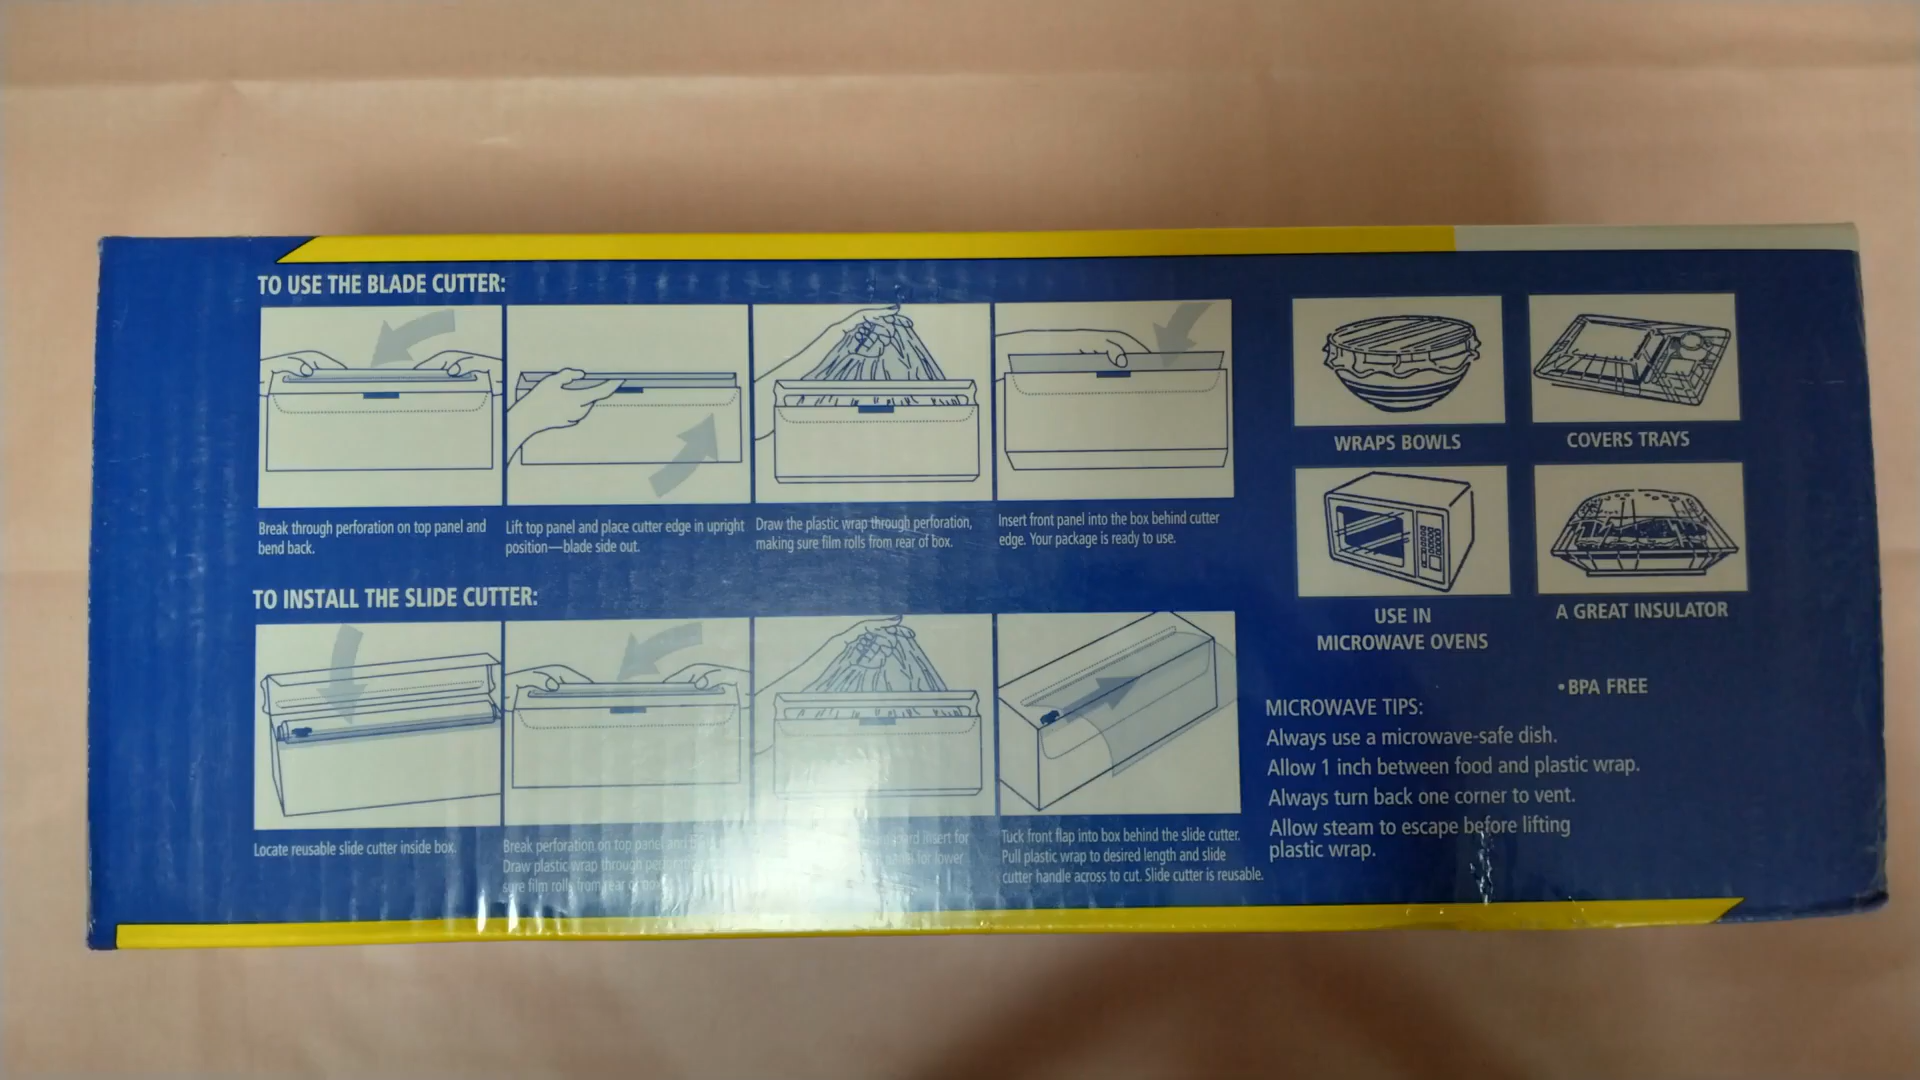 TO USE THE BLADE CUTTER:
Break through perforation on top panel and
bend back.
Lift top panel and place cutter edge in upright
position—blade side out.
Draw the plastic wrap through perforation,
making sure film rolls from rear of box.
Insert front panel into the box behind cutter
edge. Your package is ready to use.
TO INSTALL THE SLIDE CUTTER:
Locate reusable slide cutter inside box.
Break perforation on top panel and
Draw plastic wrap through
sure film rolls from rear
insert for
panel for lower
Tuck front flap into box behind the slide cutter.
Pull plastic wrap to desired length and slide
cutter handle across to cut. Slide cutter is reusable.
WRAPS BOWLS
COVERS TRAYS
USE IN
MICROWAVE OVENS
A GREAT INSULATOR
•BPA FREE
MICROWAVE TIPS:
Always use a microwave-safe dish.
Allow 1 inch between food and plastic wrap.
Always turn back one corner to vent.
Allow steam to escape before lifting
plastic wrap.